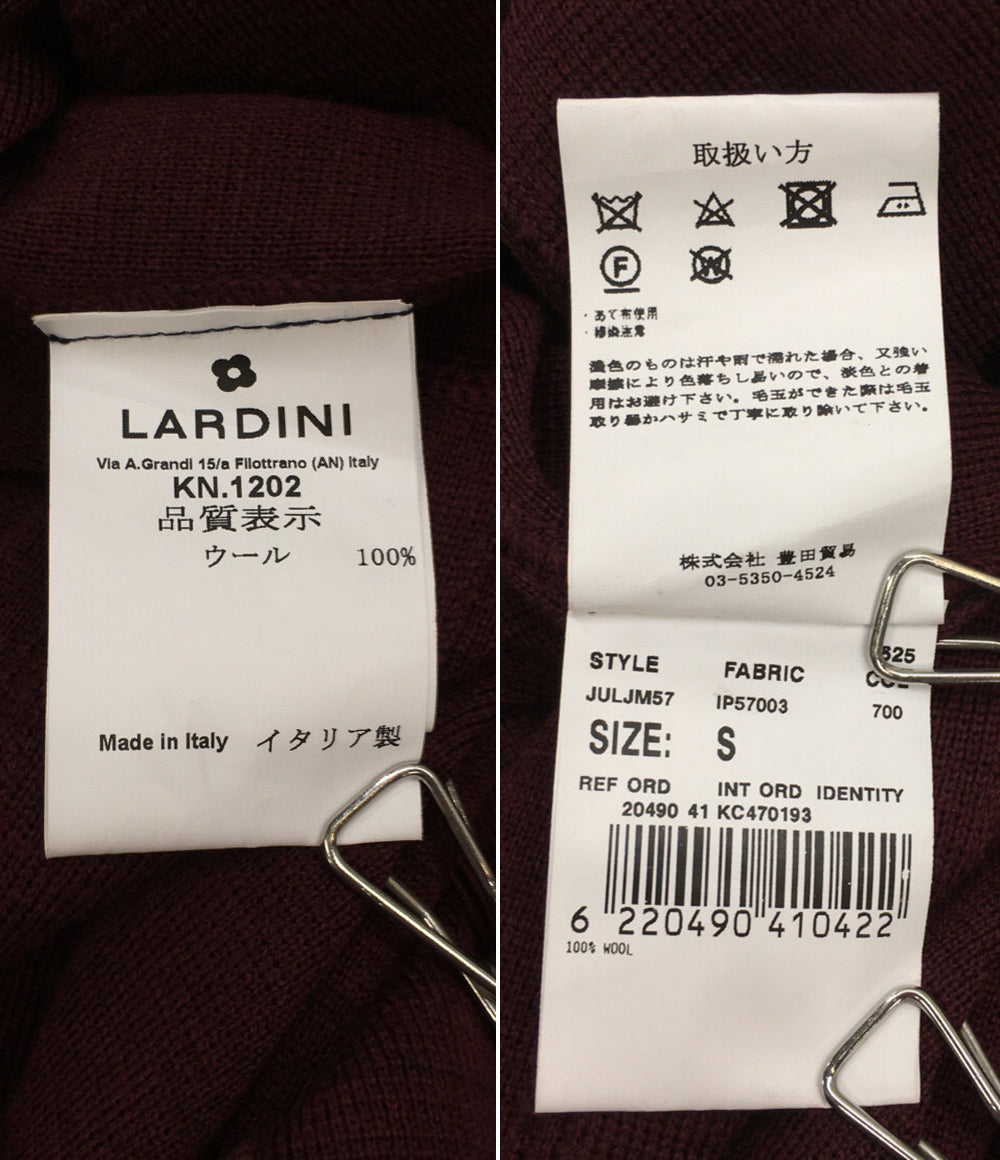 LARDINI
Via A.Grandi 15/a Filottrano (AN) Italy
KN.1202
品質表示
ウール 100%
Made in Italy イタリア製
取扱い方
F
W
・あて布使用
濃色のものは汗や雨で濡れた場合、又強い
摩擦により色落ちし易いので、淡色との着
用はお避け下さい。毛玉ができた際は毛玉
取り器かハサミで丁寧に取り除いて下さい。
株式会社 豊田貿易
03-5350-4524
STYLE FABRIC
JULJM57 IP57003 700
SIZE: S
REF ORD INT ORD IDENTITY
20490 41 KC470193
6 220490 410422
100% WOOL